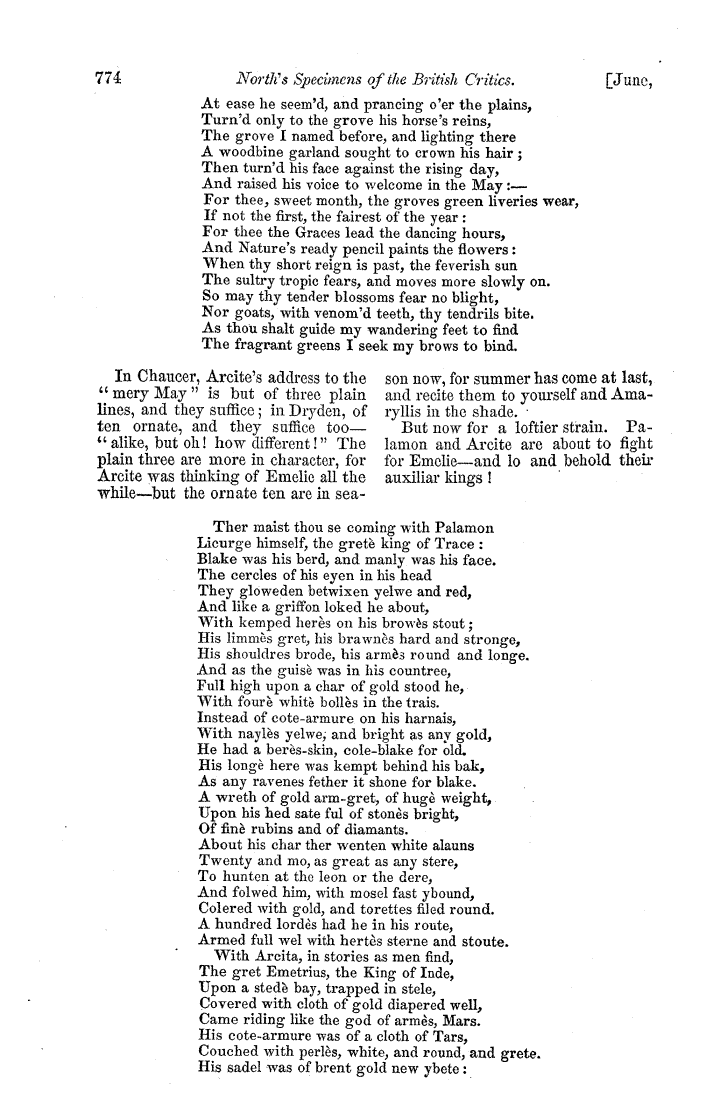 774 North's Specimens of the British Critics. [June,
At ease he seem'd, and prancing o'er the plains,
Turn'd only to the grove his horse's reins,
The grove I named before, and lighting there
A woodbine garland sought to crown his hair;
Then turn'd his face against the rising day,
And raised his voice to welcome in the May:—
For thee, sweet month, the groves green liveries wear,
If not the first, the fairest of the year:
For thee the Graces lead the dancing hours,
And Nature's ready pencil paints the flowers:
When thy short reign is past, the feverish sun
The sultry tropic fears, and moves more slowly on.
So may thy tender blossoms fear no blight,
Nor goats, with venom'd teeth, thy tendrils bite.
As thou shalt guide my wandering feet to find
The fragrant greens I seek my brows to bind.
In Chaucer, Arcite's address to the
"mery May" is but of three plain
lines, and they suffice; in Dryden, of
ten ornate, and they suffice too—
"alike, but oh! how different!" The
plain three are more in character, for
Arcite was thinking of Emelie all the
while—but the ornate ten are in sea-
son now, for summer has come at last,
and recite them to yourself and Ama-
ryllis in the shade.
But now for a loftier strain. Pa-
lamon and Arcite are about to fight
for Emelie—and lo and behold their
auxiliar kings!
Ther maist thou se coming with Palamon
Licurge himself, the gretè king of Trace:
Blake was his berd, and manly was his face.
The cercles of his eyen in his head
They gloweden betwixen yelwe and red,
And like a griffon loked he about,
With kemped herès on his browès stout;
His limmès gret, his brawnès hard and stronge,
His shouldres brode, his armès round and longe.
And as the guisè was in his countree,
Full high upon a char of gold stood he,
With fourè whitè bollès in the trais.
Instead of cote-armure on his harnais,
With naylès yelwe, and bright as any gold,
He had a berès-skin, cole-blake for old.
His longè here was kempt behind his bak,
As any ravenes fether it shone for blake.
A wreth of gold arm-gret, of hugè weight,
Upon his hed sate ful of stonès bright,
Of finè rubins and of diamants.
About his char ther wenten white alauns
Twenty and mo, as great as any stere,
To hunten at the leon or the dere,
And folwed him, with mosel fast ybound,
Colered with gold, and torettes filed round.
A hundred lordès had he in his route,
Armed full wel with hertès sterne and stoute.
With Arcita, in stories as men find,
The gret Emetrius, the King of Inde,
Upon a stedè bay, trapped in stele,
Covered with cloth of gold diapered well,
Came riding like the god of armès, Mars.
His cote-armure was of a cloth of Tars,
Couched with perlès, white, and round, and grete.
His sadel was of brent gold new ybete: